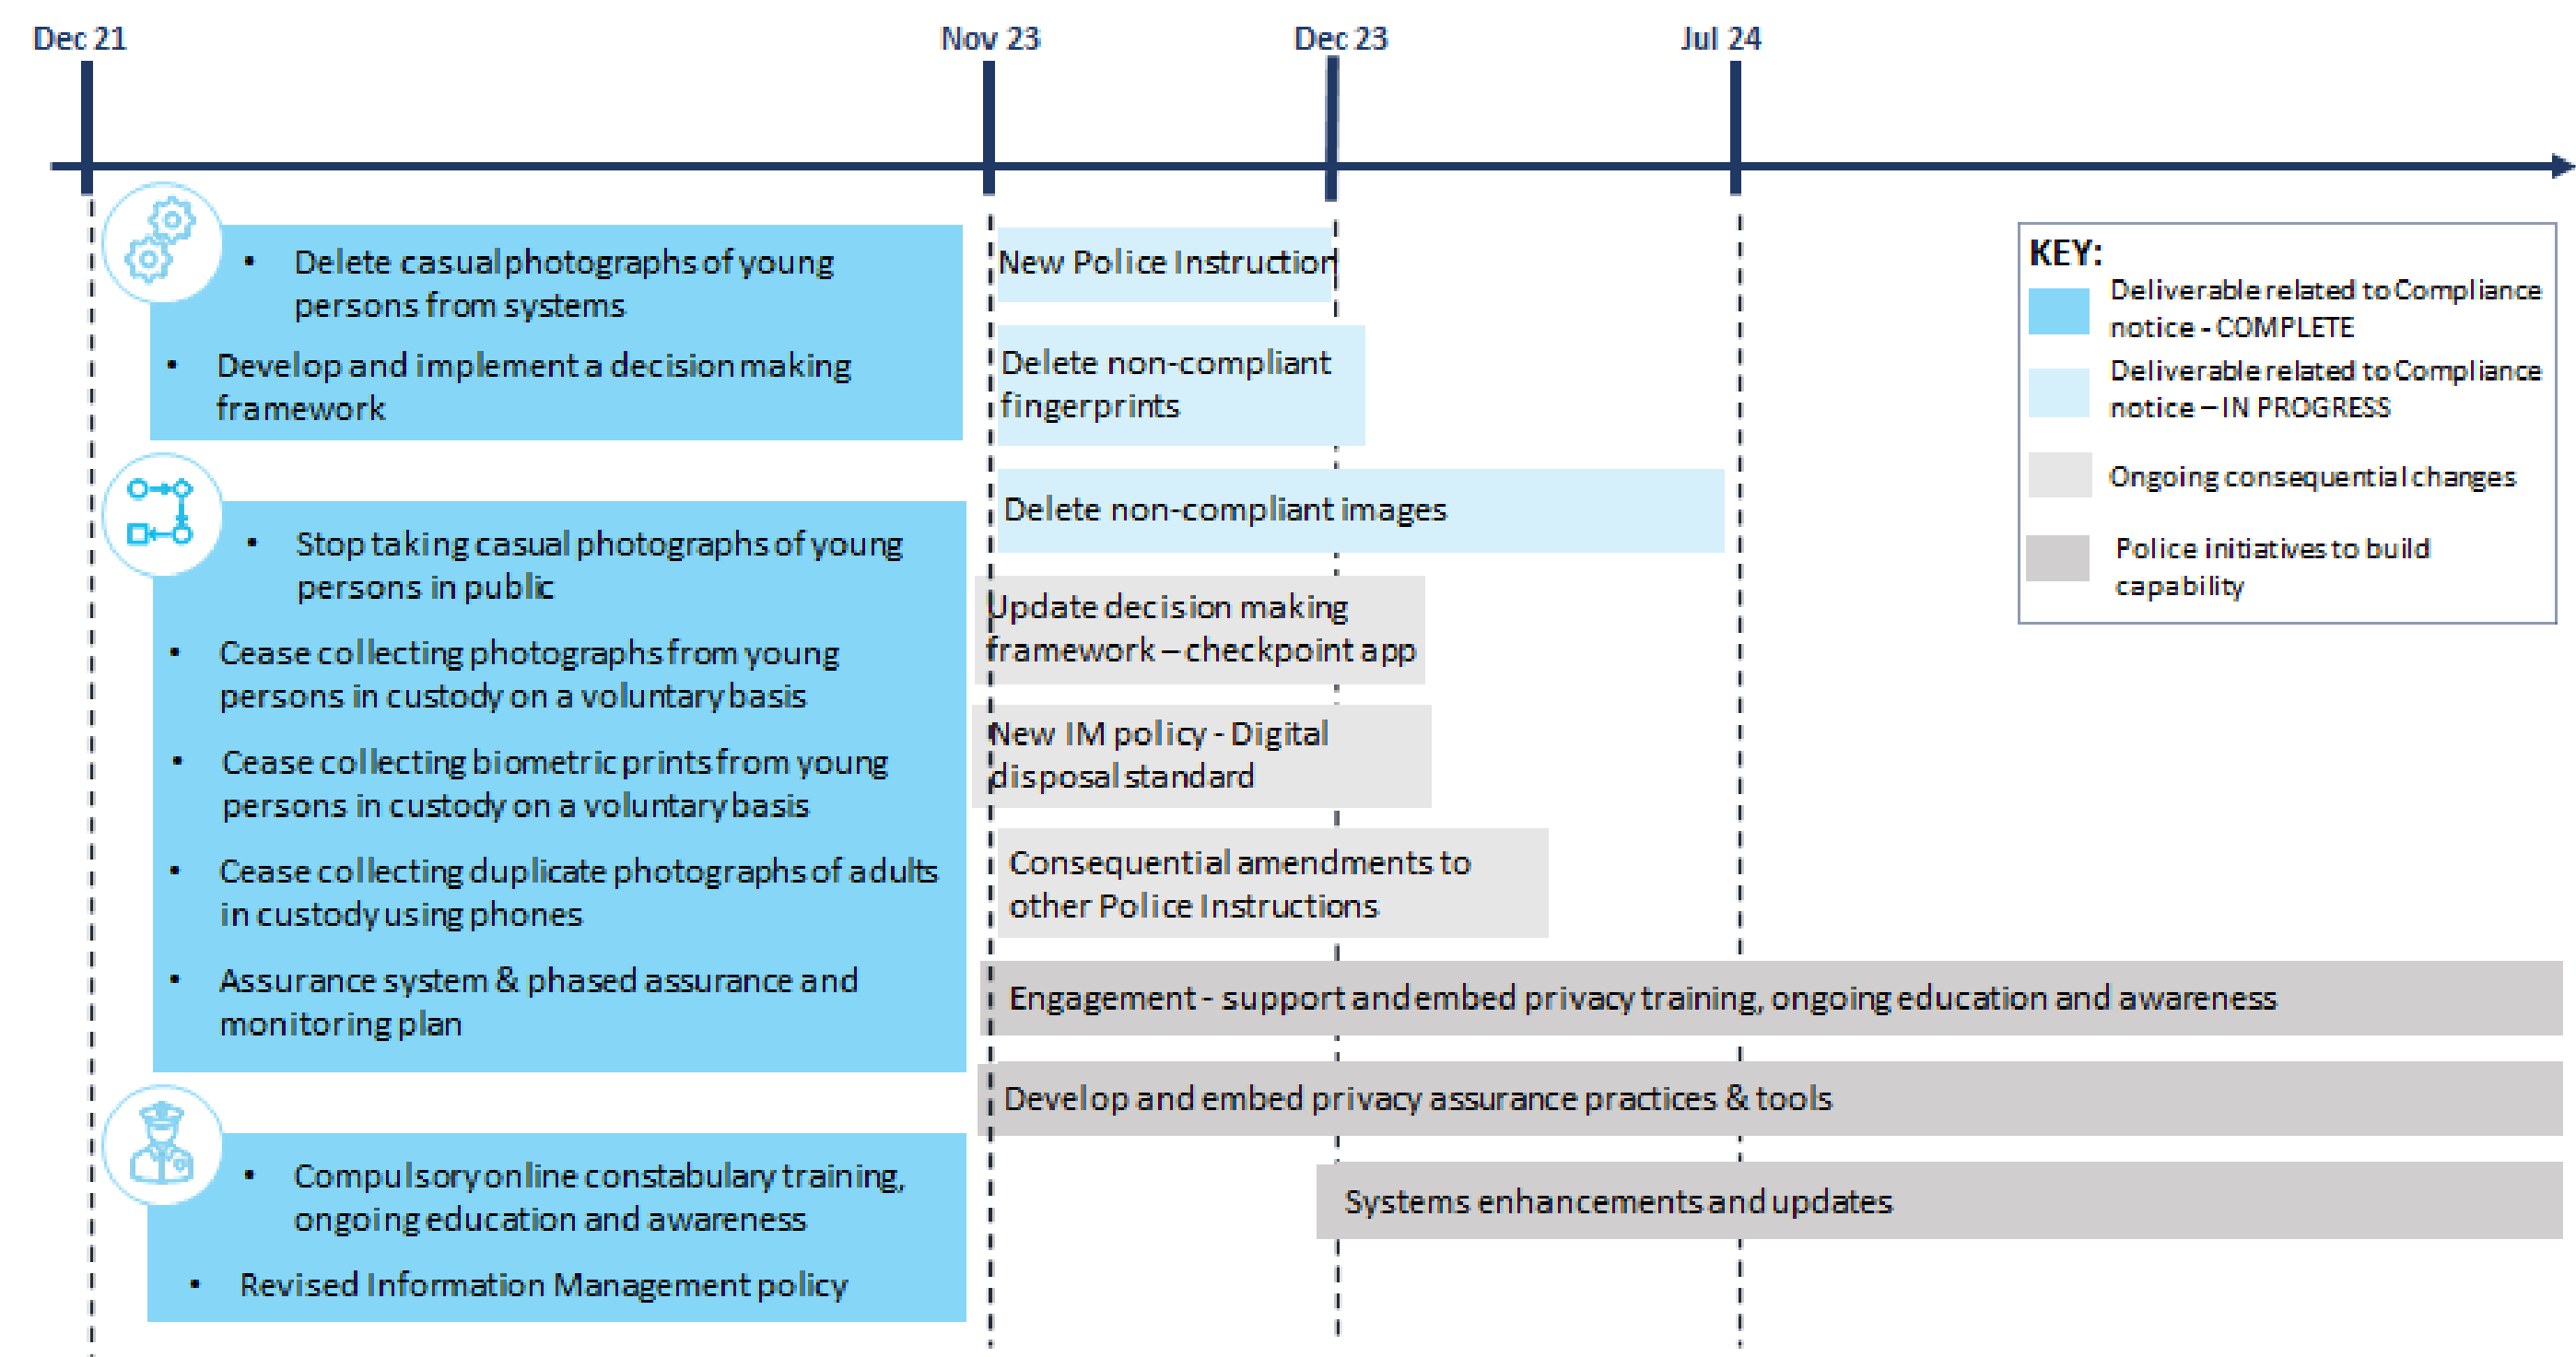 Dec 21
Nov 23
Dec 23
Jul 24
• Delete casual photographs of young
persons from systems
• Develop and implement a decision making
framework
• Stop taking casual photographs of young
persons in public
• Cease collecting photographs from young
persons in custody on a voluntary basis
• Cease collecting biometric prints from young
persons in custody on a voluntary basis
• Cease collecting duplicate photographs of adults
in custody using phones
• Assurance system & phased assurance and
monitoring plan
• Compulsory online constabulary training,
ongoing education and awareness
• Revised Information Management policy
New Police Instruction
Delete non-compliant
fingerprints
Delete non-compliant images
Update decision making
framework – checkpoint app
New IM policy - Digital
disposal standard
Consequential amendments to
other Police Instructions
Engagement - support and embed privacy training, ongoing education and awareness
Develop and embed privacy assurance practices & tools
Systems enhancements and updates
KEY:
Deliverable related to Compliance
notice - COMPLETE
Deliverable related to Compliance
notice – IN PROGRESS
Ongoing consequential changes
Police initiatives to build
capability